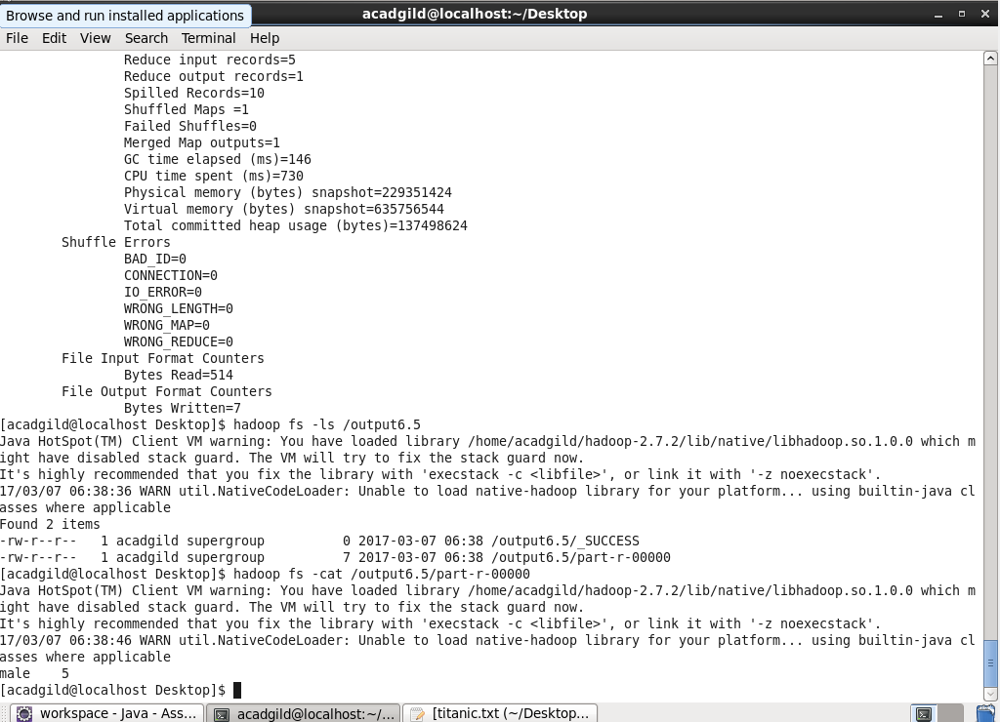 Browse and run installed applications
acadgild@localhost:~/Desktop
File Edit View Search Terminal Help
Reduce input records=5
Reduce output records=1
Spilled Records=10
Shuffled Maps =1
Failed Shuffles=0
Merged Map outputs=1
GC time elapsed (ms)=146
CPU time spent (ms)=730
Physical memory (bytes) snapshot=229351424
Virtual memory (bytes) snapshot=635756544
Total committed heap usage (bytes)=137498624
Shuffle Errors
BAD_ID=0
CONNECTION=0
IO_ERROR=0
WRONG_LENGTH=0
WRONG_MAP=0
WRONG_REDUCE=0
File Input Format Counters
Bytes Read=514
File Output Format Counters
Bytes Written=7
[acadgild@localhost Desktop]$ hadoop fs -ls /output6.5
Java HotSpot(TM) Client VM warning: You have loaded library /home/acadgild/hadoop-2.7.2/lib/native/libhadoop.so.1.0.0 which m
ight have disabled stack guard. The VM will try to fix the stack guard now.
It's highly recommended that you fix the library with 'execstack -c <libfile>', or link it with '-z noexecstack'.
17/03/07 06:38:36 WARN util.NativeCodeLoader: Unable to load native-hadoop library for your platform... using builtin-java cl
asses where applicable
Found 2 items
-rw-r--r--   1 acadgild supergroup          0 2017-03-07 06:38 /output6.5/_SUCCESS
-rw-r--r--   1 acadgild supergroup          7 2017-03-07 06:38 /output6.5/part-r-00000
[acadgild@localhost Desktop]$ hadoop fs -cat /output6.5/part-r-00000
Java HotSpot(TM) Client VM warning: You have loaded library /home/acadgild/hadoop-2.7.2/lib/native/libhadoop.so.1.0.0 which m
ight have disabled stack guard. The VM will try to fix the stack guard now.
It's highly recommended that you fix the library with 'execstack -c <libfile>', or link it with '-z noexecstack'.
17/03/07 06:38:46 WARN util.NativeCodeLoader: Unable to load native-hadoop library for your platform... using builtin-java cl
asses where applicable
male    5
[acadgild@localhost Desktop]$
workspace - Java - Ass... acadgild@localhost:~/... [titanic.txt (~/Desktop...